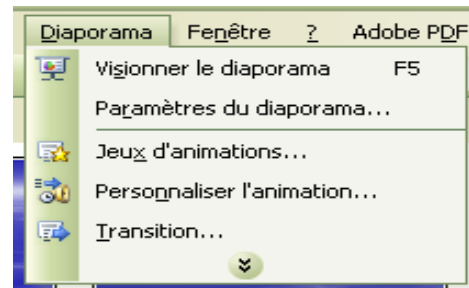 Diaporama Fenêtre ? Adobe PDF
Visionner le diaporama F5
Paramètres du diaporama...
Jeux d'animations...
Personnaliser l'animation...
Transition...